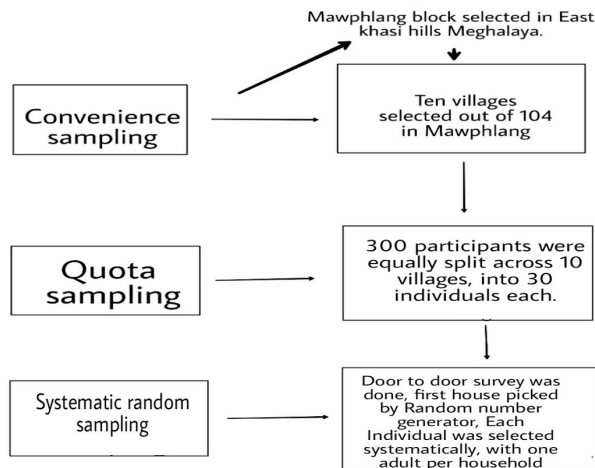 Mawphlang block selected in East
khasi hills Meghalaya.
Convenience
sampling
Ten villages
selected out of 104
in Mawphlang
Quota
sampling
300 participants were
equally split across 10
villages, into 30
individuals each.
Systematic random
sampling
Door to door survey was
done, first house picked
by Random number
generator, Each
Individual was selected
systematically, with one
adult per household